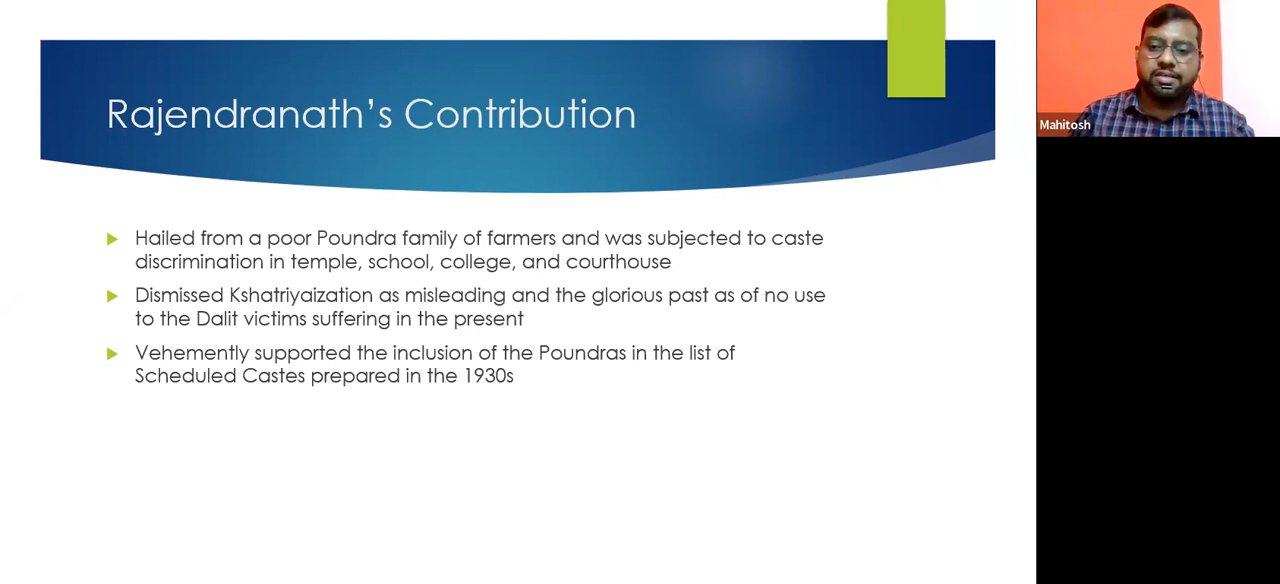 Rajendranath's Contribution
Hailed from a poor Poundra family of farmers and was subjected to caste
discrimination in temple, school, college, and courthouse
Dismissed Kshatriyaization as misleading and the glorious past as of no use
to the Dalit victims suffering in the present
Vehemently supported the inclusion of the Poundras in the list of
Scheduled Castes prepared in the 1930s
Mahitosh